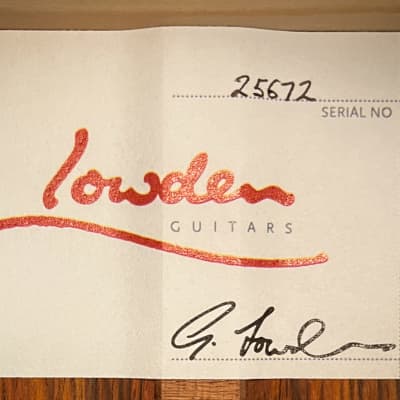 25672
SERIAL NO
lowden
GUITARS
G. Lowden